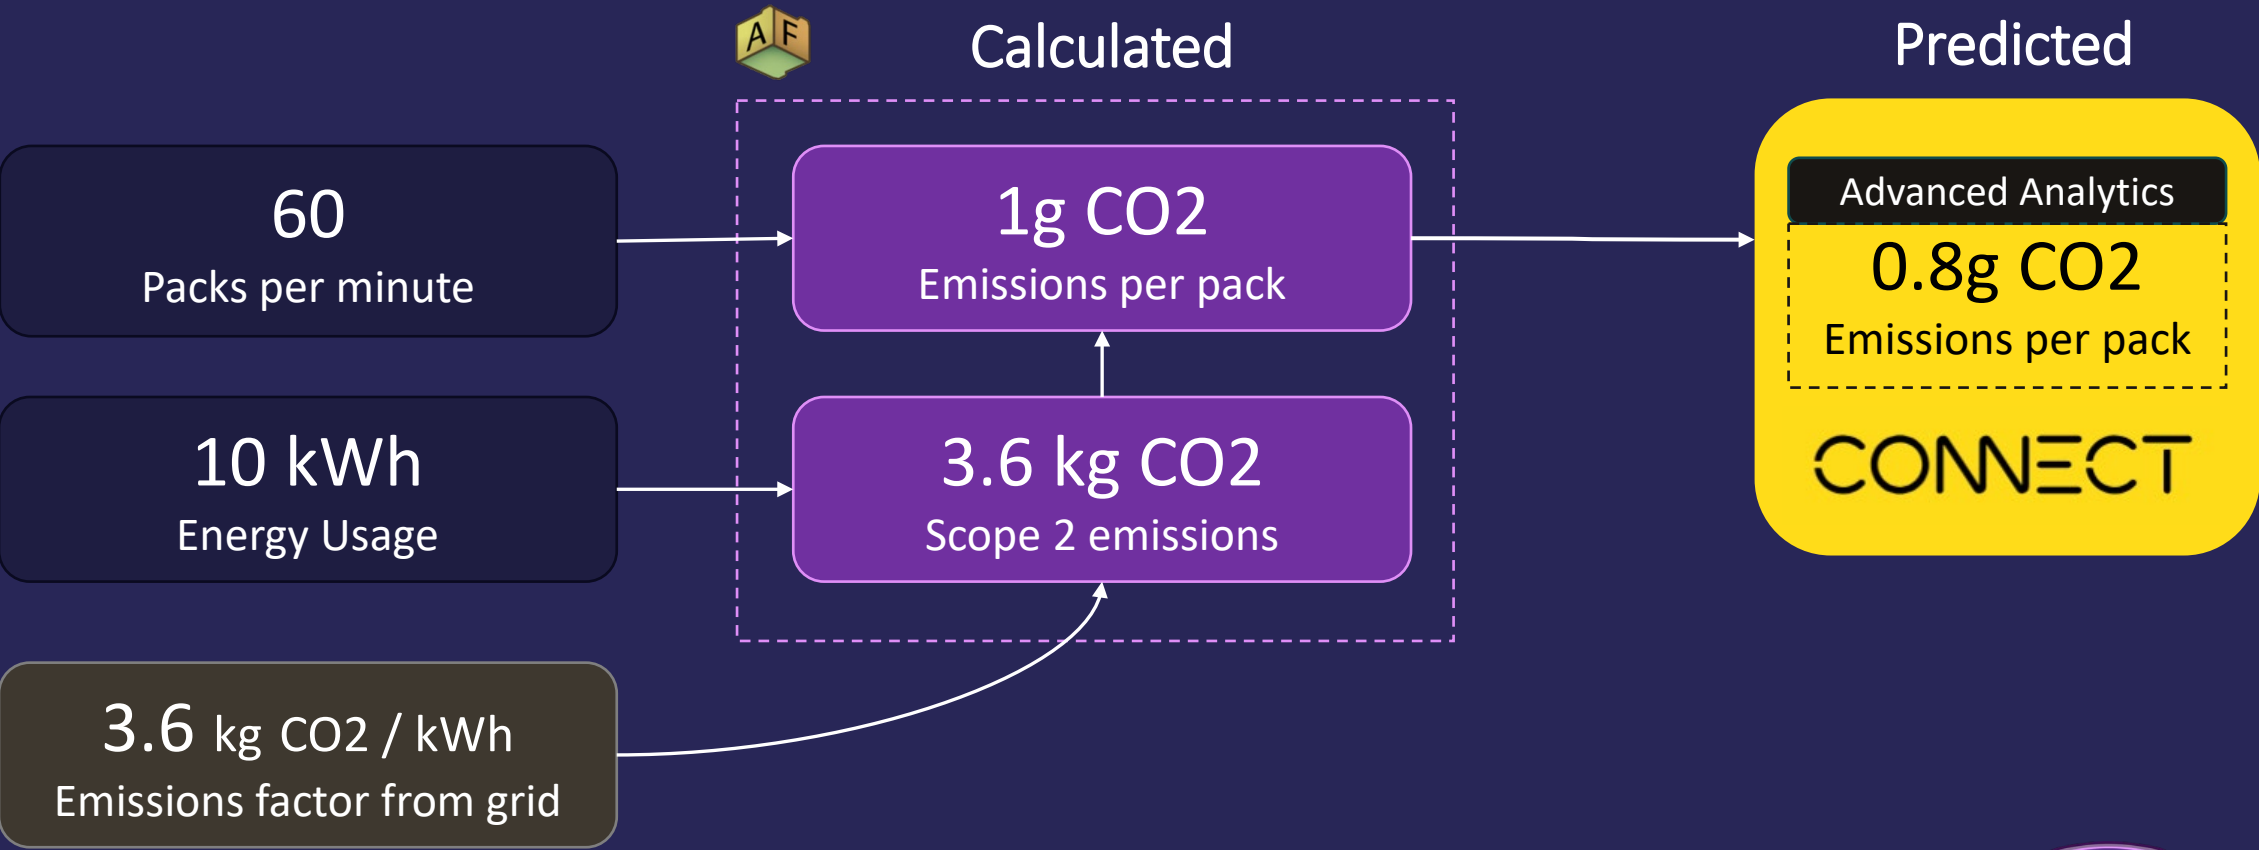 AF
Calculated
Predicted
60
Packs per minute
1g CO2
Emissions per pack
Advanced Analytics
0.8g CO2
Emissions per pack
CONNECT
10 kWh
Energy Usage
3.6 kg CO2
Scope 2 emissions
3.6 kg CO2 / kWh
Emissions factor from grid